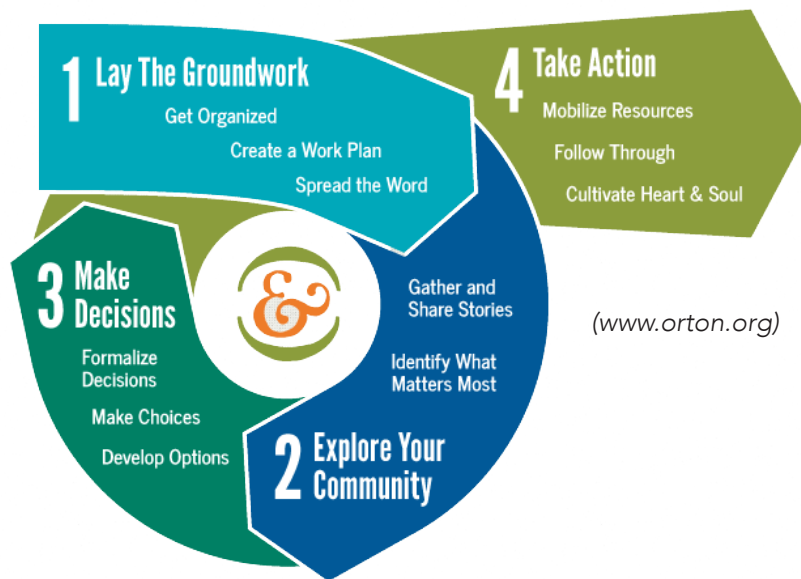 1 Lay The Groundwork
Get Organized
Create a Work Plan
Spread the Word
4 Take Action
Mobilize Resources
Follow Through
Cultivate Heart & Soul
Gather and
Share Stories
Identify What
Matters Most
2 Explore Your
Community
3 Make
Decisions
Formalize
Decisions
Make Choices
Develop Options
&
(www.orton.org)